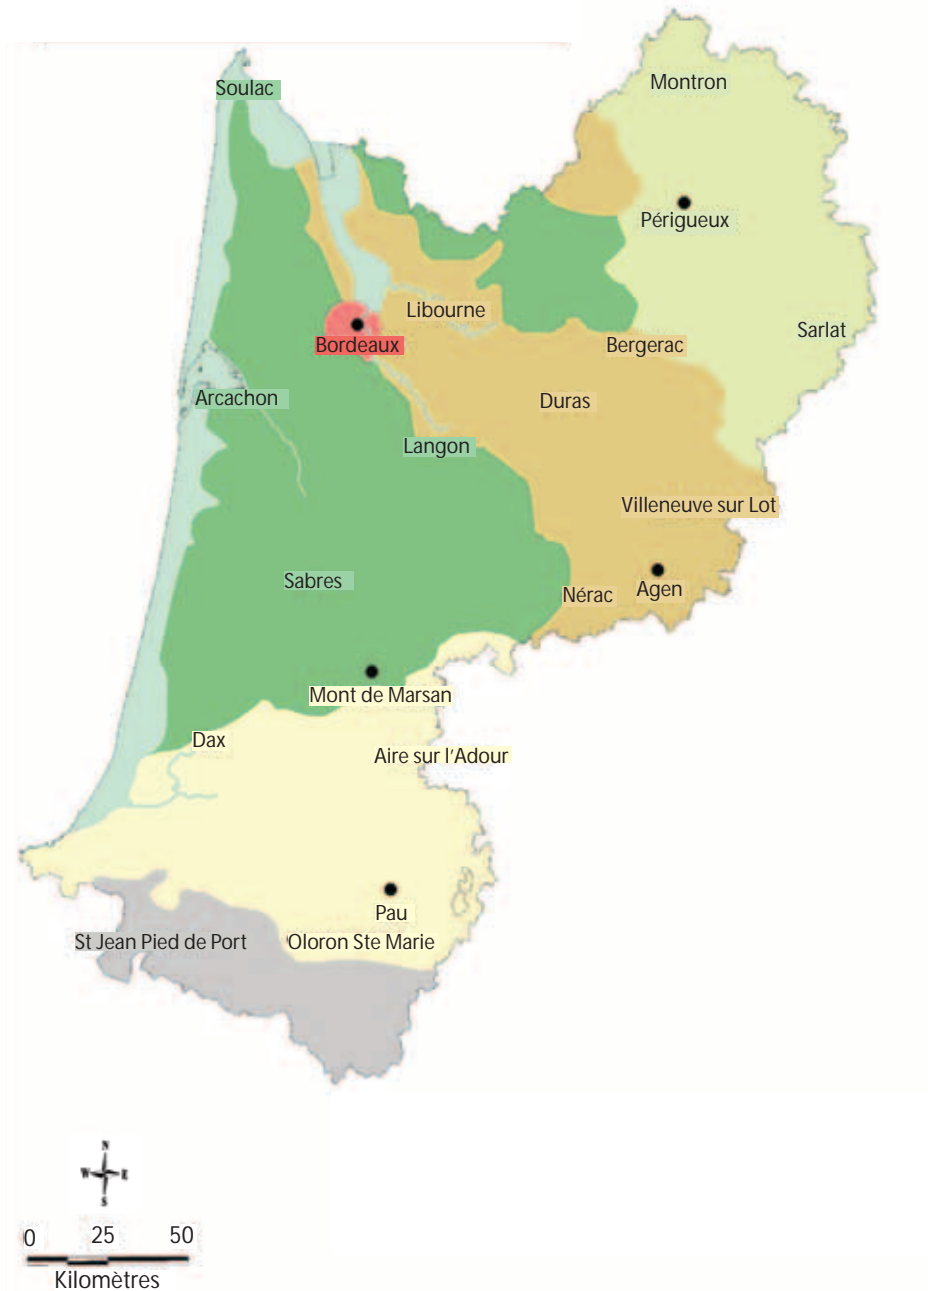 Montron
Soulac
Périgueux
Libourne
Sarlat
Bordeaux
Bergerac
Arcachon
Duras
Langon
Villeneuve sur Lot
Sabres
Nérac
Agen
Mont de Marsan
Dax
Aire sur l'Adour
Pau
St Jean Pied de Port
Oloron Ste Marie
N
W E
S
0 25 50
Kilomètres